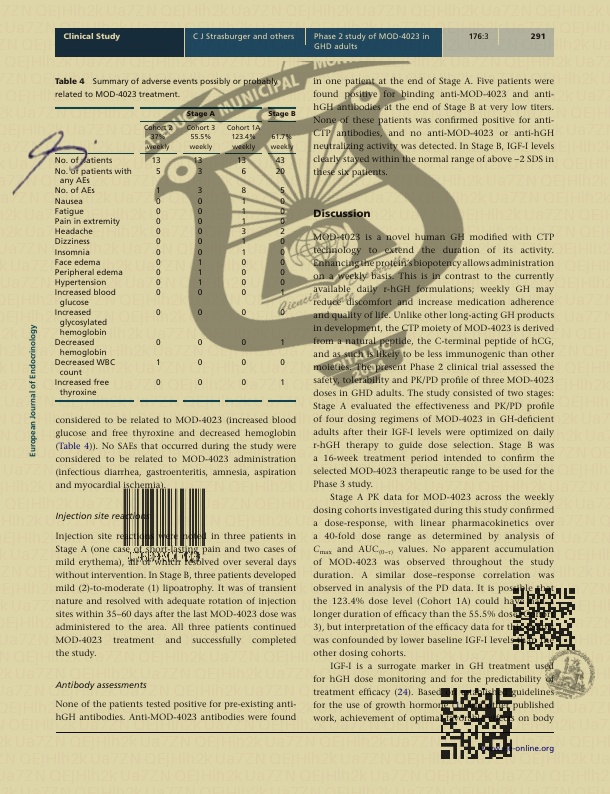 Clinical Study
C J Strasburger and others
Phase 2 study of MOD-4023 in
GHD adults
176:3
291
Table 4 Summary of adverse events possibly or probably
related to MOD-4023 treatment.
Stage A Stage B
Cohort 2 Cohort 3 Cohort 1A
37% 55.5% 123.4% 61.7%
weekly weekly weekly weekly
No. of patients 13 13 13 43
No. of patients with 5 3 6 20
any AEs
No. of AEs 1 3 8 5
Nausea 0 0 1 0
Fatigue 0 0 1 0
Pain in extremity 0 0 1 0
Headache 0 0 3 2
Dizziness 0 0 1 0
Insomnia 0 0 1 0
Face edema 0 1 0 0
Peripheral edema 0 1 0 0
Hypertension 0 1 0 0
Increased blood 0 0 0 1
glucose
Increased 0 0 0 0
glycosylated
hemoglobin
Decreased 0 0 0 1
hemoglobin
Decreased WBC 1 0 0 0
count
Increased free 0 0 0 1
thyroxine
considered to be related to MOD-4023 (increased blood
glucose and free thyroxine and decreased hemoglobin
(Table 4)). No SAEs that occurred during the study were
considered to be related to MOD-4023 administration
(infectious diarrhea, gastroenteritis, amnesia, aspiration
and myocardial ischemia).
Injection site reactions
Injection site reactions were noted in three patients in
Stage A (one case of short-lasting pain and two cases of
mild erythema), all of which resolved over several days
without intervention. In Stage B, three patients developed
mild (2)-to-moderate (1) lipoatrophy. It was of transient
nature and resolved with adequate rotation of injection
sites within 35–60 days after the last MOD-4023 dose was
administered to the area. All three patients continued
MOD-4023 treatment and successfully completed
the study.
Antibody assessments
None of the patients tested positive for pre-existing anti-
hGH antibodies. Anti-MOD-4023 antibodies were found
in one patient at the end of Stage A. Five patients were
found positive for binding anti-MOD-4023 and anti-
hGH antibodies at the end of Stage B at very low titers.
None of these patients was confirmed positive for anti-
CTP antibodies, and no anti-MOD-4023 or anti-hGH
neutralizing activity was detected. In Stage B, IGF-I levels
clearly stayed within the normal range of above −2 SDS in
these six patients.
Discussion
MOD-4023 is a novel human GH modified with CTP
technology to extend the duration of its activity.
Enhancing the protein's biopotency allows administration
on a weekly basis. This is in contrast to the currently
available daily r-hGH formulations; weekly GH may
reduce discomfort and increase medication adherence
and quality of life. Unlike other long-acting GH products
in development, the CTP moiety of MOD-4023 is derived
from a natural peptide, the C-terminal peptide of hCG,
and as such is likely to be less immunogenic than other
moieties. The present Phase 2 clinical trial assessed the
safety, tolerability and PK/PD profile of three MOD-4023
doses in GHD adults. The study consisted of two stages:
Stage A evaluated the effectiveness and PK/PD profile
of four dosing regimens of MOD-4023 in GH-deficient
adults after their IGF-I levels were optimized on daily
r-hGH therapy to guide dose selection. Stage B was
a 16-week treatment period intended to confirm the
selected MOD-4023 therapeutic range to be used for the
Phase 3 study.
Stage A PK data for MOD-4023 across the weekly
dosing cohorts investigated during this study confirmed
a dose-response, with linear pharmacokinetics over
a 40-fold dose range as determined by analysis of
Cmax and AUC(0–τ) values. No apparent accumulation
of MOD-4023 was observed throughout the study
duration. A similar dose–response correlation was
observed in analysis of the PD data. It is possible that
the 123.4% dose level (Cohort 1A) could have
longer duration of efficacy than the 55.5% dose
3), but interpretation of the efficacy data for
was confounded by lower baseline IGF-I levels than
other dosing cohorts.
IGF-I is a surrogate marker in GH treatment used
for hGH dose monitoring and for the predictability of
treatment efficacy (24). Based on established guidelines
for the use of growth hormone published
work, achievement of optimal on body
-online.org
European Journal of Endocrinology